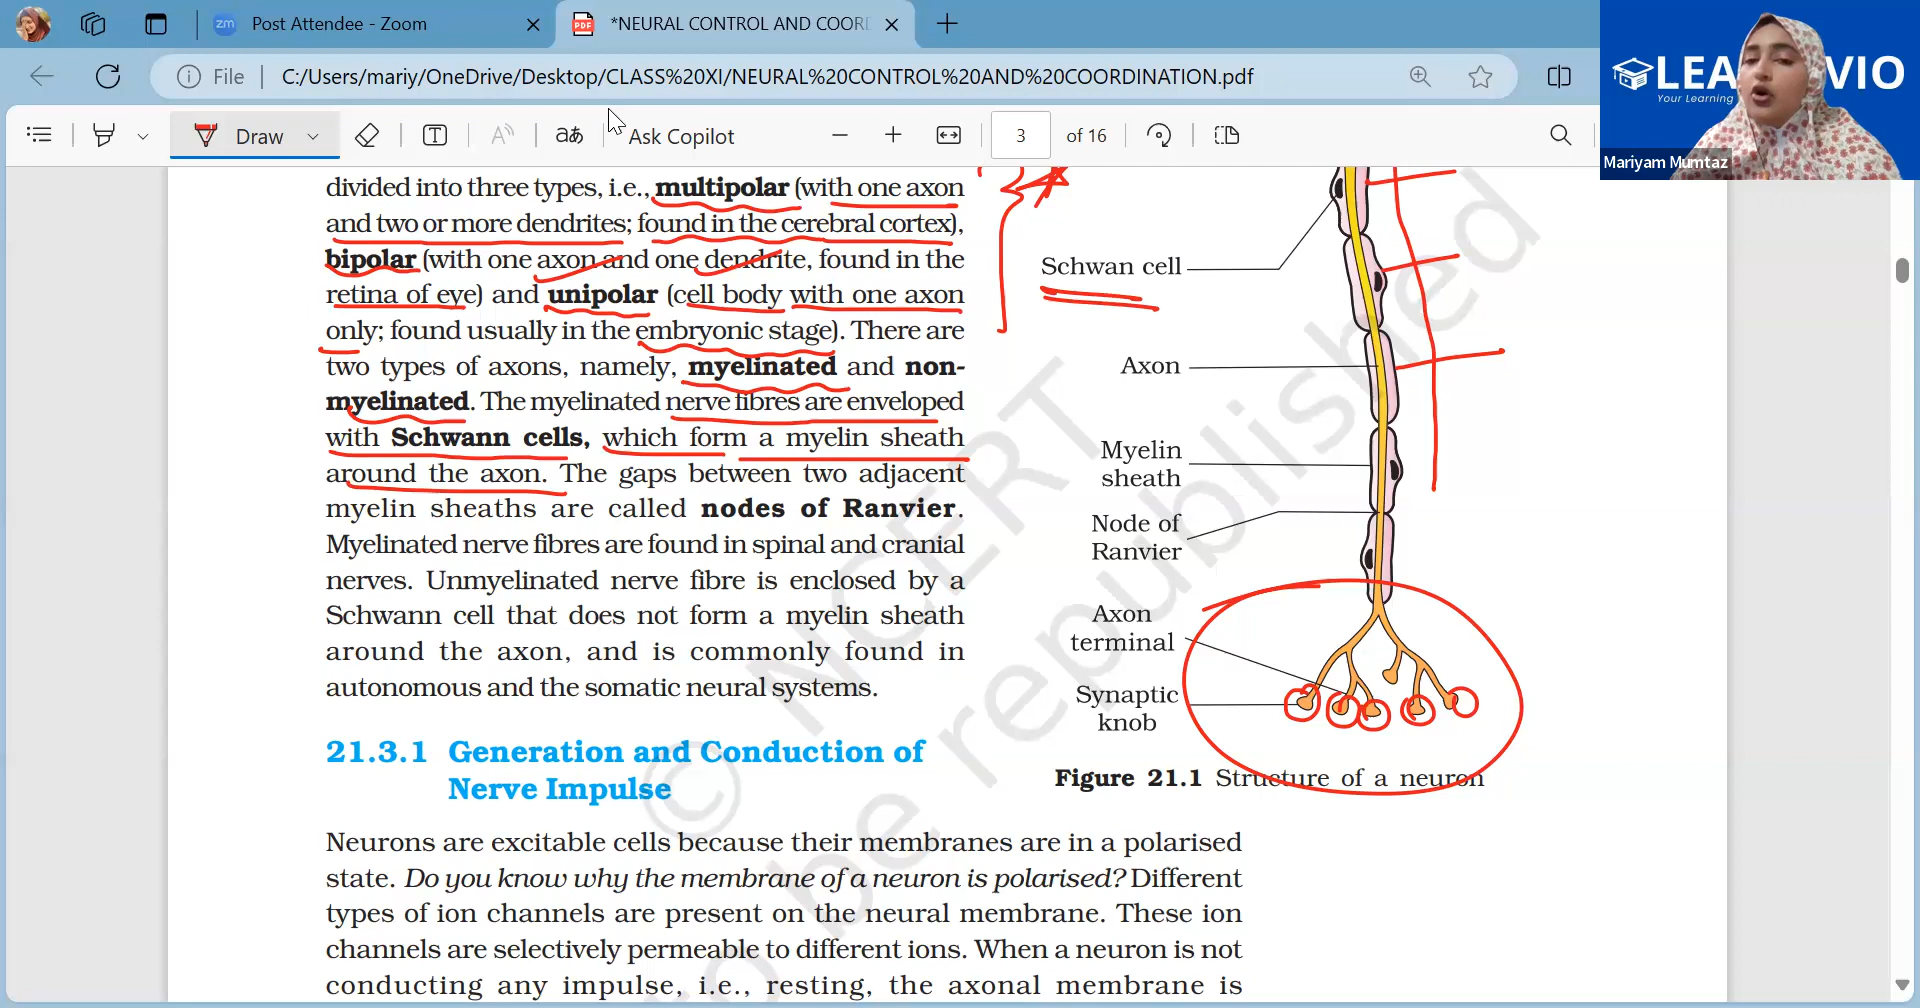 zm Post Attendee - Zoom
PDF *NEURAL CONTROL AND COORD
File C:/Users/mariy/OneDrive/Desktop/CLASS%20XI/NEURAL%20CONTROL%20AND%20COORDINATION.pdf
Draw
T
aあ
Ask Copilot
3 of 16
LEA VIO
Your Learning
Mariyam Mumtaz
divided into three types, i.e., multipolar (with one axon
and two or more dendrites; found in the cerebral cortex),
bipolar (with one axon and one dendrite, found in the
retina of eye) and unipolar (cell body with one axon
only; found usually in the embryonic stage). There are
two types of axons, namely, myelinated and non-
myelinated. The myelinated nerve fibres are enveloped
with Schwann cells, which form a myelin sheath
around the axon. The gaps between two adjacent
myelin sheaths are called nodes of Ranvier.
Myelinated nerve fibres are found in spinal and cranial
nerves. Unmyelinated nerve fibre is enclosed by a
Schwann cell that does not form a myelin sheath
around the axon, and is commonly found in
autonomous and the somatic neural systems.
Schwan cell
Axon
Myelin
sheath
Node of
Ranvier
Axon
terminal
Synaptic
knob
Figure 21.1 Structure of a neuron
21.3.1 Generation and Conduction of
Nerve Impulse
Neurons are excitable cells because their membranes are in a polarised
state. Do you know why the membrane of a neuron is polarised? Different
types of ion channels are present on the neural membrane. These ion
channels are selectively permeable to different ions. When a neuron is not
conducting any impulse, i.e., resting, the axonal membrane is
© NCERT
to be republished